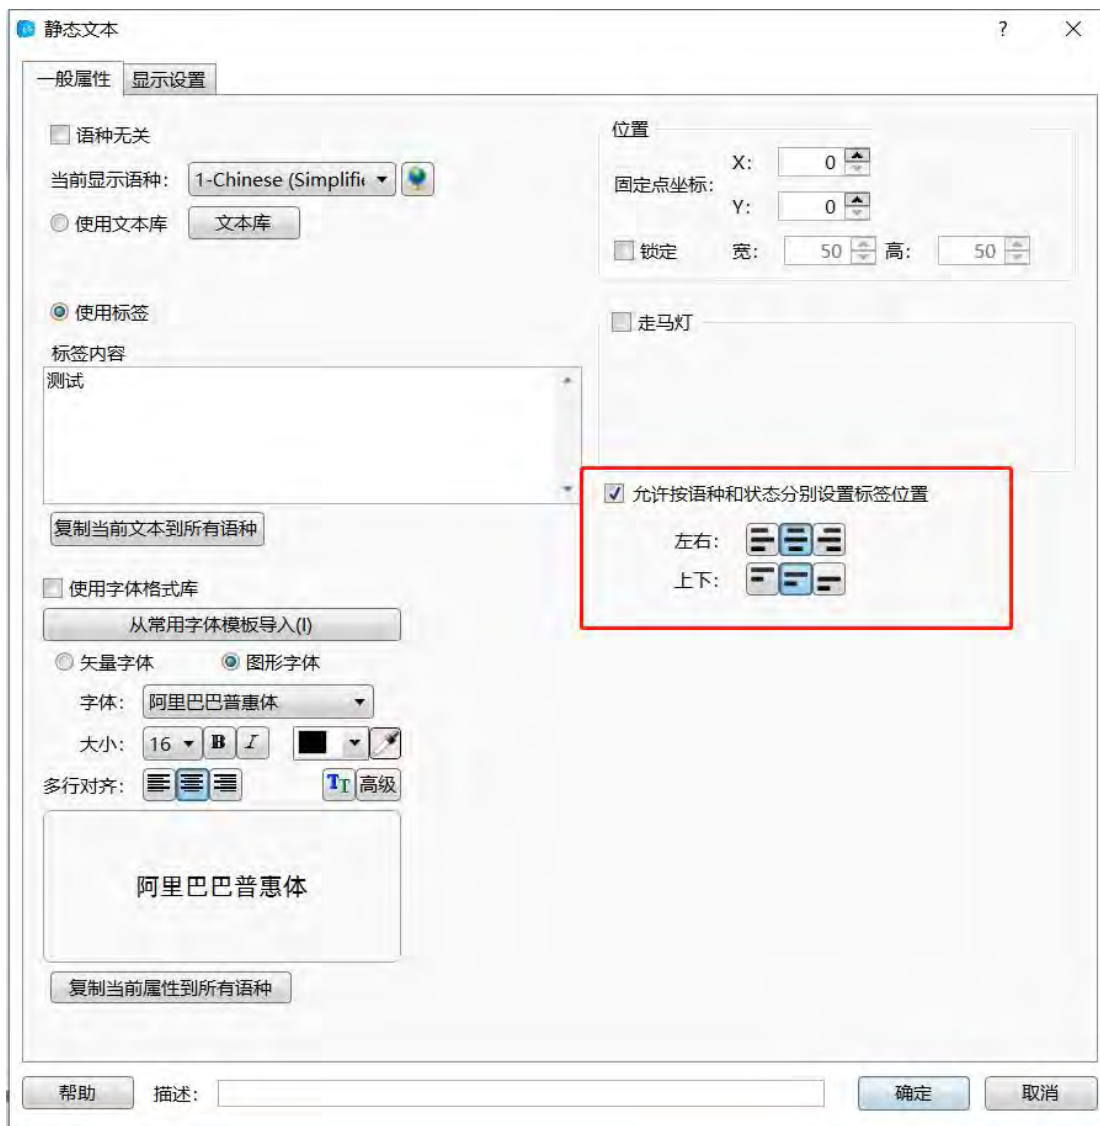 静态文本
?
一般属性 显示设置
语种无关
当前显示语种： 1-Chinese (Simplifi
使用文本库 文本库
使用标签
标签内容
测试
复制当前文本到所有语种
使用字体格式库
从常用字体模板导入(I)
矢量字体 图形字体
字体： 阿里巴巴普惠体
大小： 16 B I
多行对齐： TT 高级
阿里巴巴普惠体
复制当前属性到所有语种
位置
固定点坐标：
X： 0
Y： 0
锁定 宽： 50 高： 50
走马灯
允许按语种和状态分别设置标签位置
左右：
上下：
帮助 描述： 确定 取消